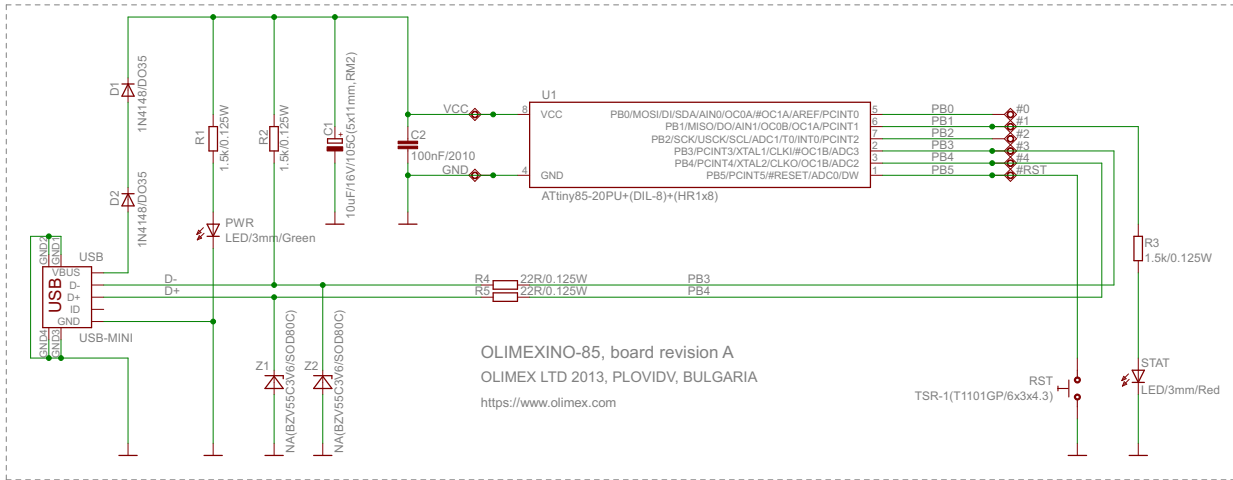 D1
1N4148/DO35
D2
1N4148/DO35
R1
1.5k/0.125W
R2
1.5k/0.125W
C1
+
10uF/16V/105C(5x11mm,RM2)
C2
100nF/2010
VCC
GND
U1
8
VCC
4
GND
PB0/MOSI/DI/SDA/AIN0/OC0A/#OC1A/AREF/PCINT0
PB1/MISO/DO/AIN1/OC0B/OC1A/PCINT1
PB2/SCK/USCK/SCL/ADC1/T0/INT0/PCINT2
PB3/PCINT3/XTAL1/CLKI/#OC1B/ADC3
PB4/PCINT4/XTAL2/CLKO/OC1B/ADC2
PB5/PCINT5/#RESET/ADC0/DW
5
6
7
2
3
1
PB0
PB1
PB2
PB3
PB4
PB5
#0
#1
#2
#3
#4
#RST
ATtiny85-20PU+(DIL-8)+(HR1x8)
PWR
LED/3mm/Green
GND2
GND1
USB
USB
VBUS
D-
D+
ID
GND
USB-MINI
GND4
GND3
D-
D+
R4
22R/0.125W
PB3
R5
22R/0.125W
PB4
R3
1.5k/0.125W
Z1
NA(BZV55C3V6/SOD80C)
Z2
NA(BZV55C3V6/SOD80C)
OLIMEXINO-85, board revision A
OLIMEX LTD 2013, PLOVIDV, BULGARIA
https://www.olimex.com
RST
TSR-1(T1101GP/6x3x4.3)
STAT
LED/3mm/Red